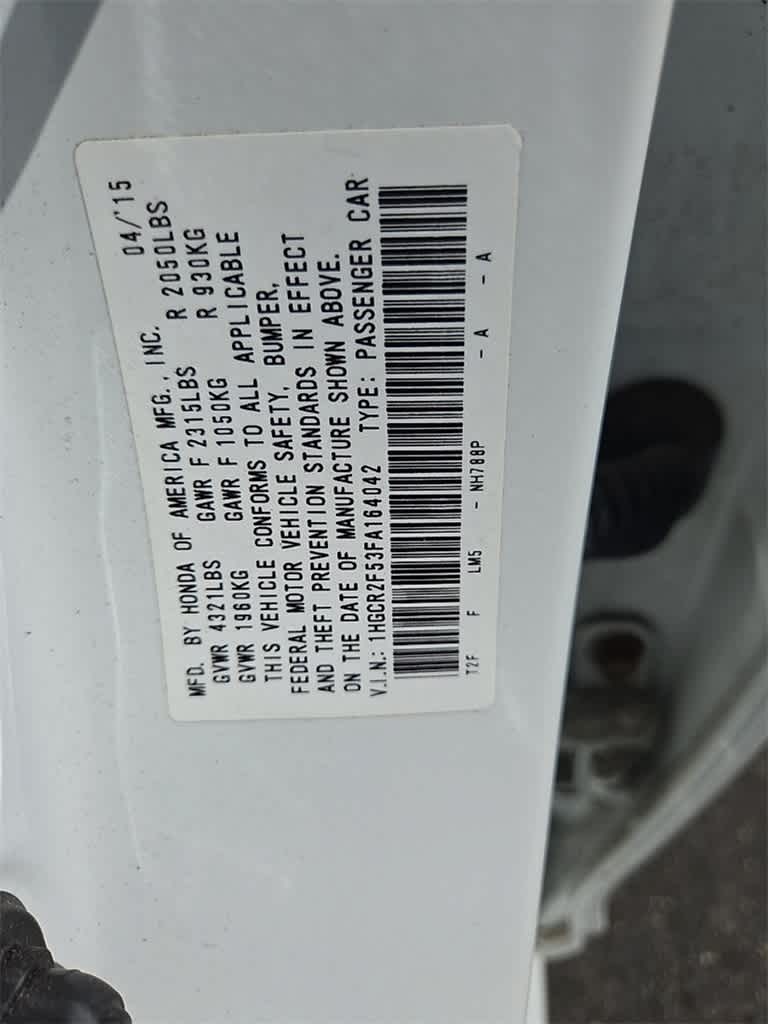 MFD. BY HONDA OF AMERICA MFG., INC. 04/'15
GVWR 4321LBS GAWR F 2315LBS R 2050LBS
GVWR 1960KG GAWR F 1050KG R 930KG
THIS VEHICLE CONFORMS TO ALL APPLICABLE
FEDERAL MOTOR VEHICLE SAFETY, BUMPER,
AND THEFT PREVENTION STANDARDS IN EFFECT
ON THE DATE OF MANUFACTURE SHOWN ABOVE.
V.I.N.: 1HGCR2F53FA164042 TYPE: PASSENGER CAR
T2F F LM5 - NH788P - A - A